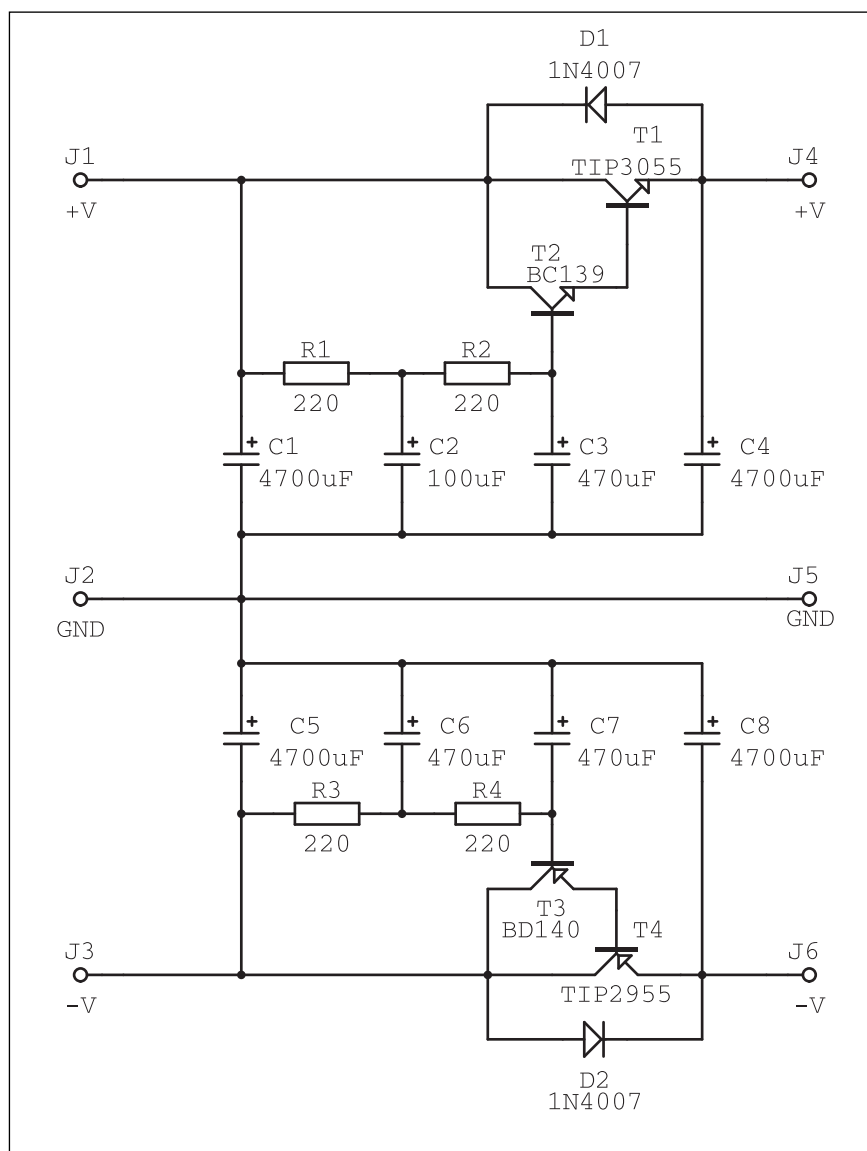 D1
1N4007
T1
TIP3055
J1
+V
J4
+V
T2
BC139
R1
220
R2
220
+ C1
4700uF
+ C2
100uF
+ C3
470uF
+ C4
4700uF
J2
GND
J5
GND
+ C5
4700uF
+ C6
470uF
+ C7
470uF
+ C8
4700uF
R3
220
R4
220
T3
BD140
T4
TIP2955
J3
-V
J6
-V
D2
1N4007